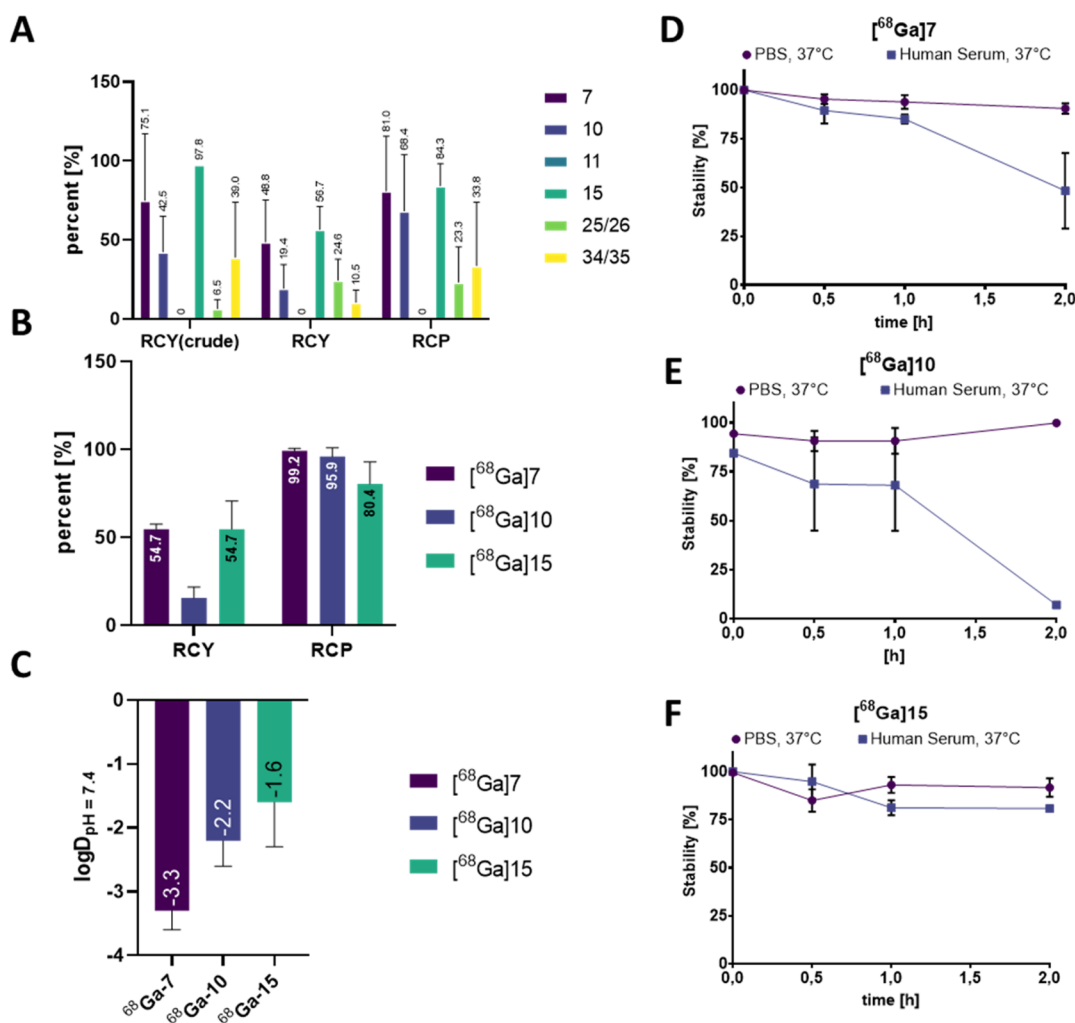 A
percent [%]
150
100
50
0
75.1
42.5
0
97.8
6.5
39.0
48.8
19.4
0
56.7
24.6
10.5
81.0
68.4
0
84.3
23.3
33.8
RCY(crude)
RCY
RCP
7
10
11
15
25/26
34/35
B
percent [%]
150
100
50
0
54.7
54.7
99.2
95.9
80.4
RCY
RCP
[⁶⁸Ga]7
[⁶⁸Ga]10
[⁶⁸Ga]15
C
logD_pH = 7.4
0
-1
-2
-3
-4
-3.3
-2.2
-1.6
⁶⁸Ga-7
⁶⁸Ga-10
⁶⁸Ga-15
[⁶⁸Ga]7
[⁶⁸Ga]10
[⁶⁸Ga]15
D
[⁶⁸Ga]7
PBS, 37°C
Human Serum, 37°C
Stability [%]
100
75
50
25
0
0,0
0,5
1,0
1,5
2,0
time [h]
E
[⁶⁸Ga]10
PBS, 37°C
Human Serum, 37°C
Stability [%]
100
75
50
25
0
0,0
0,5
1,0
1,5
2,0
[h]
F
[⁶⁸Ga]15
PBS, 37°C
Human Serum, 37°C
Stability [%]
100
75
50
25
0
0,0
0,5
1,0
1,5
2,0
time [h]